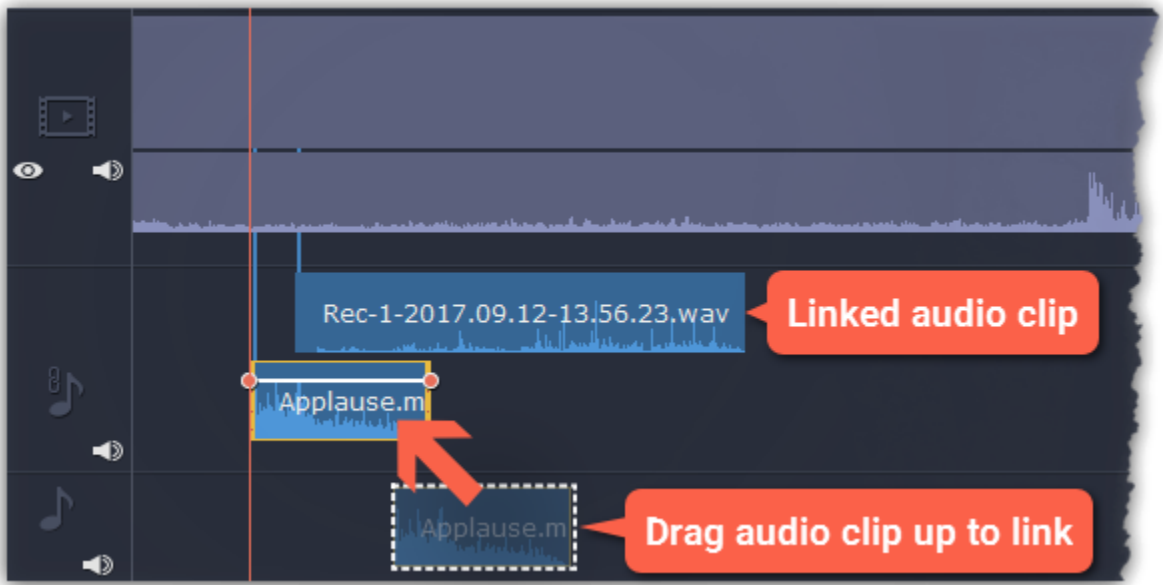 Rec-1-2017.09.12-13.56.23.wav
Linked audio clip
Applause.m
Applause.m
Drag audio clip up to link